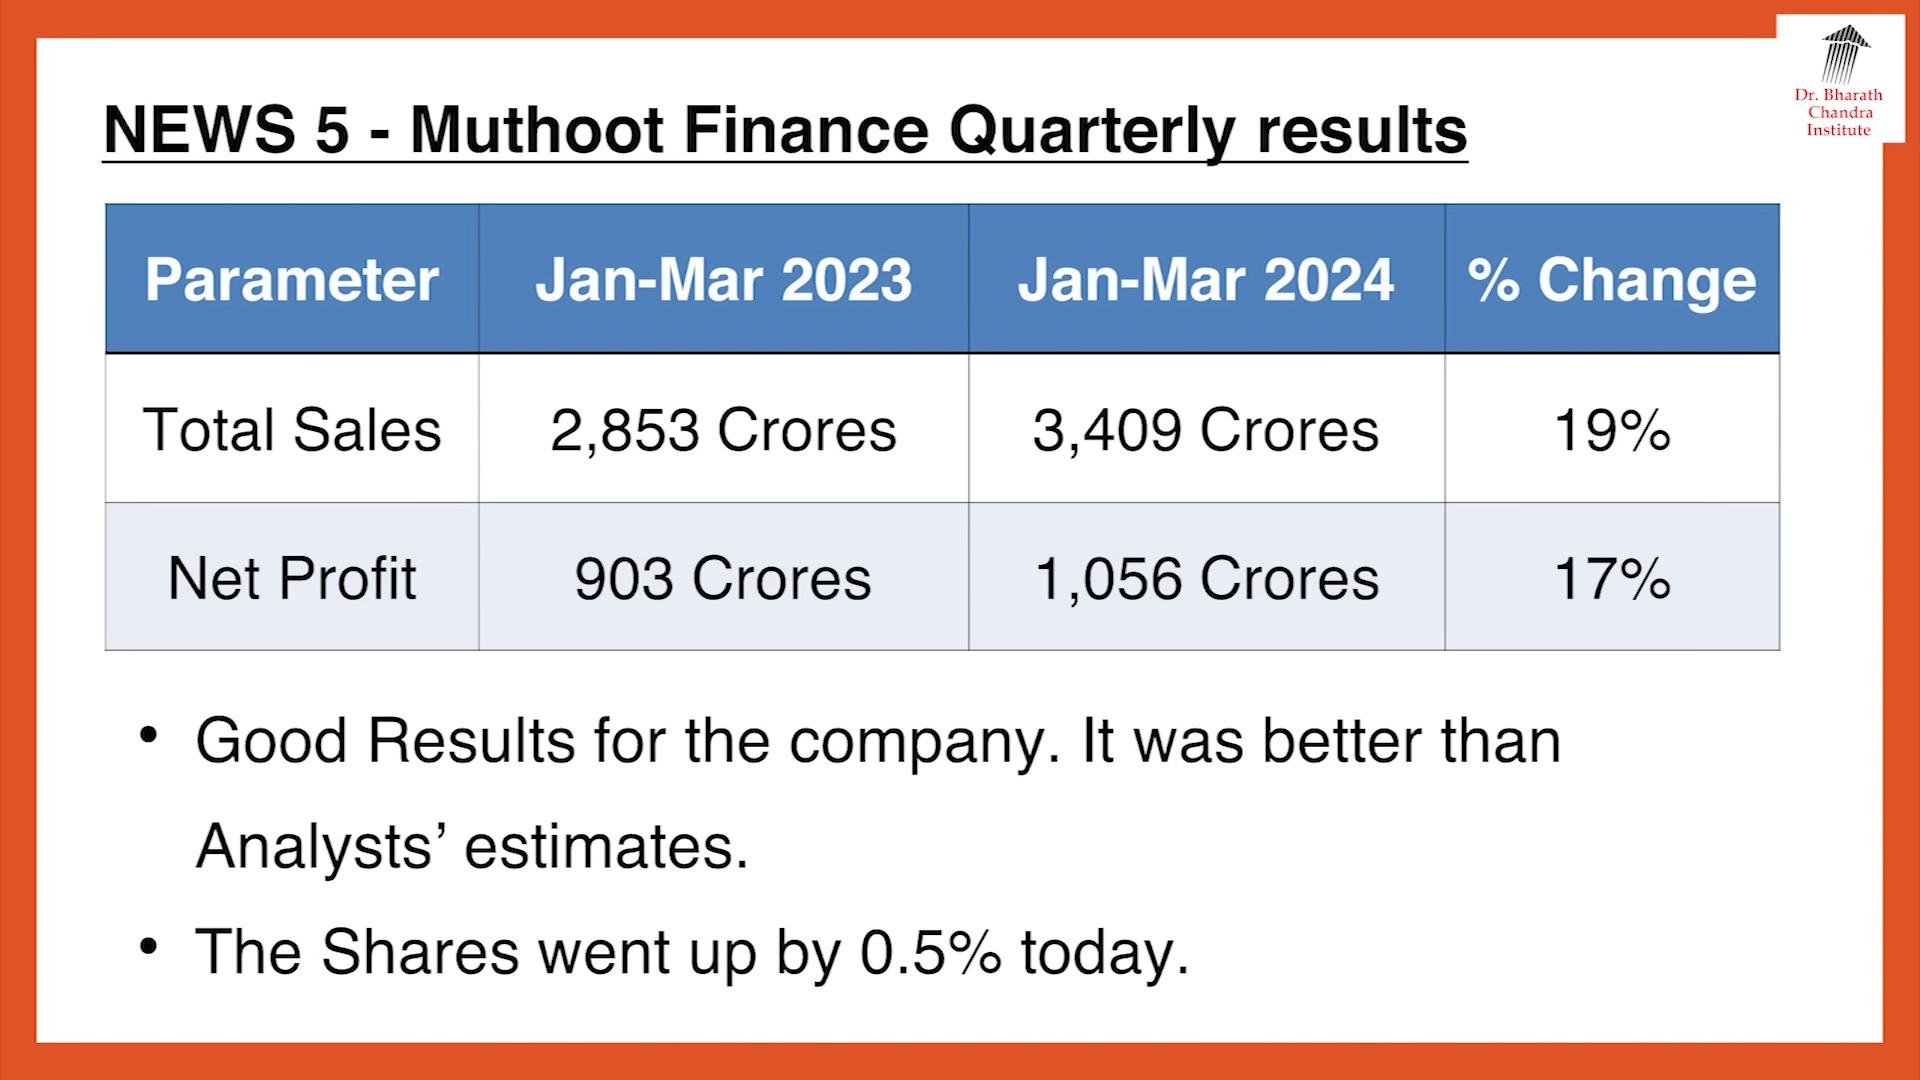 Dr. Bharath
Chandra
Institute
NEWS 5 - Muthoot Finance Quarterly results
Parameter Jan-Mar 2023 Jan-Mar 2024 % Change
Total Sales 2,853 Crores 3,409 Crores 19%
Net Profit 903 Crores 1,056 Crores 17%
• Good Results for the company. It was better than
Analysts’ estimates.
• The Shares went up by 0.5% today.